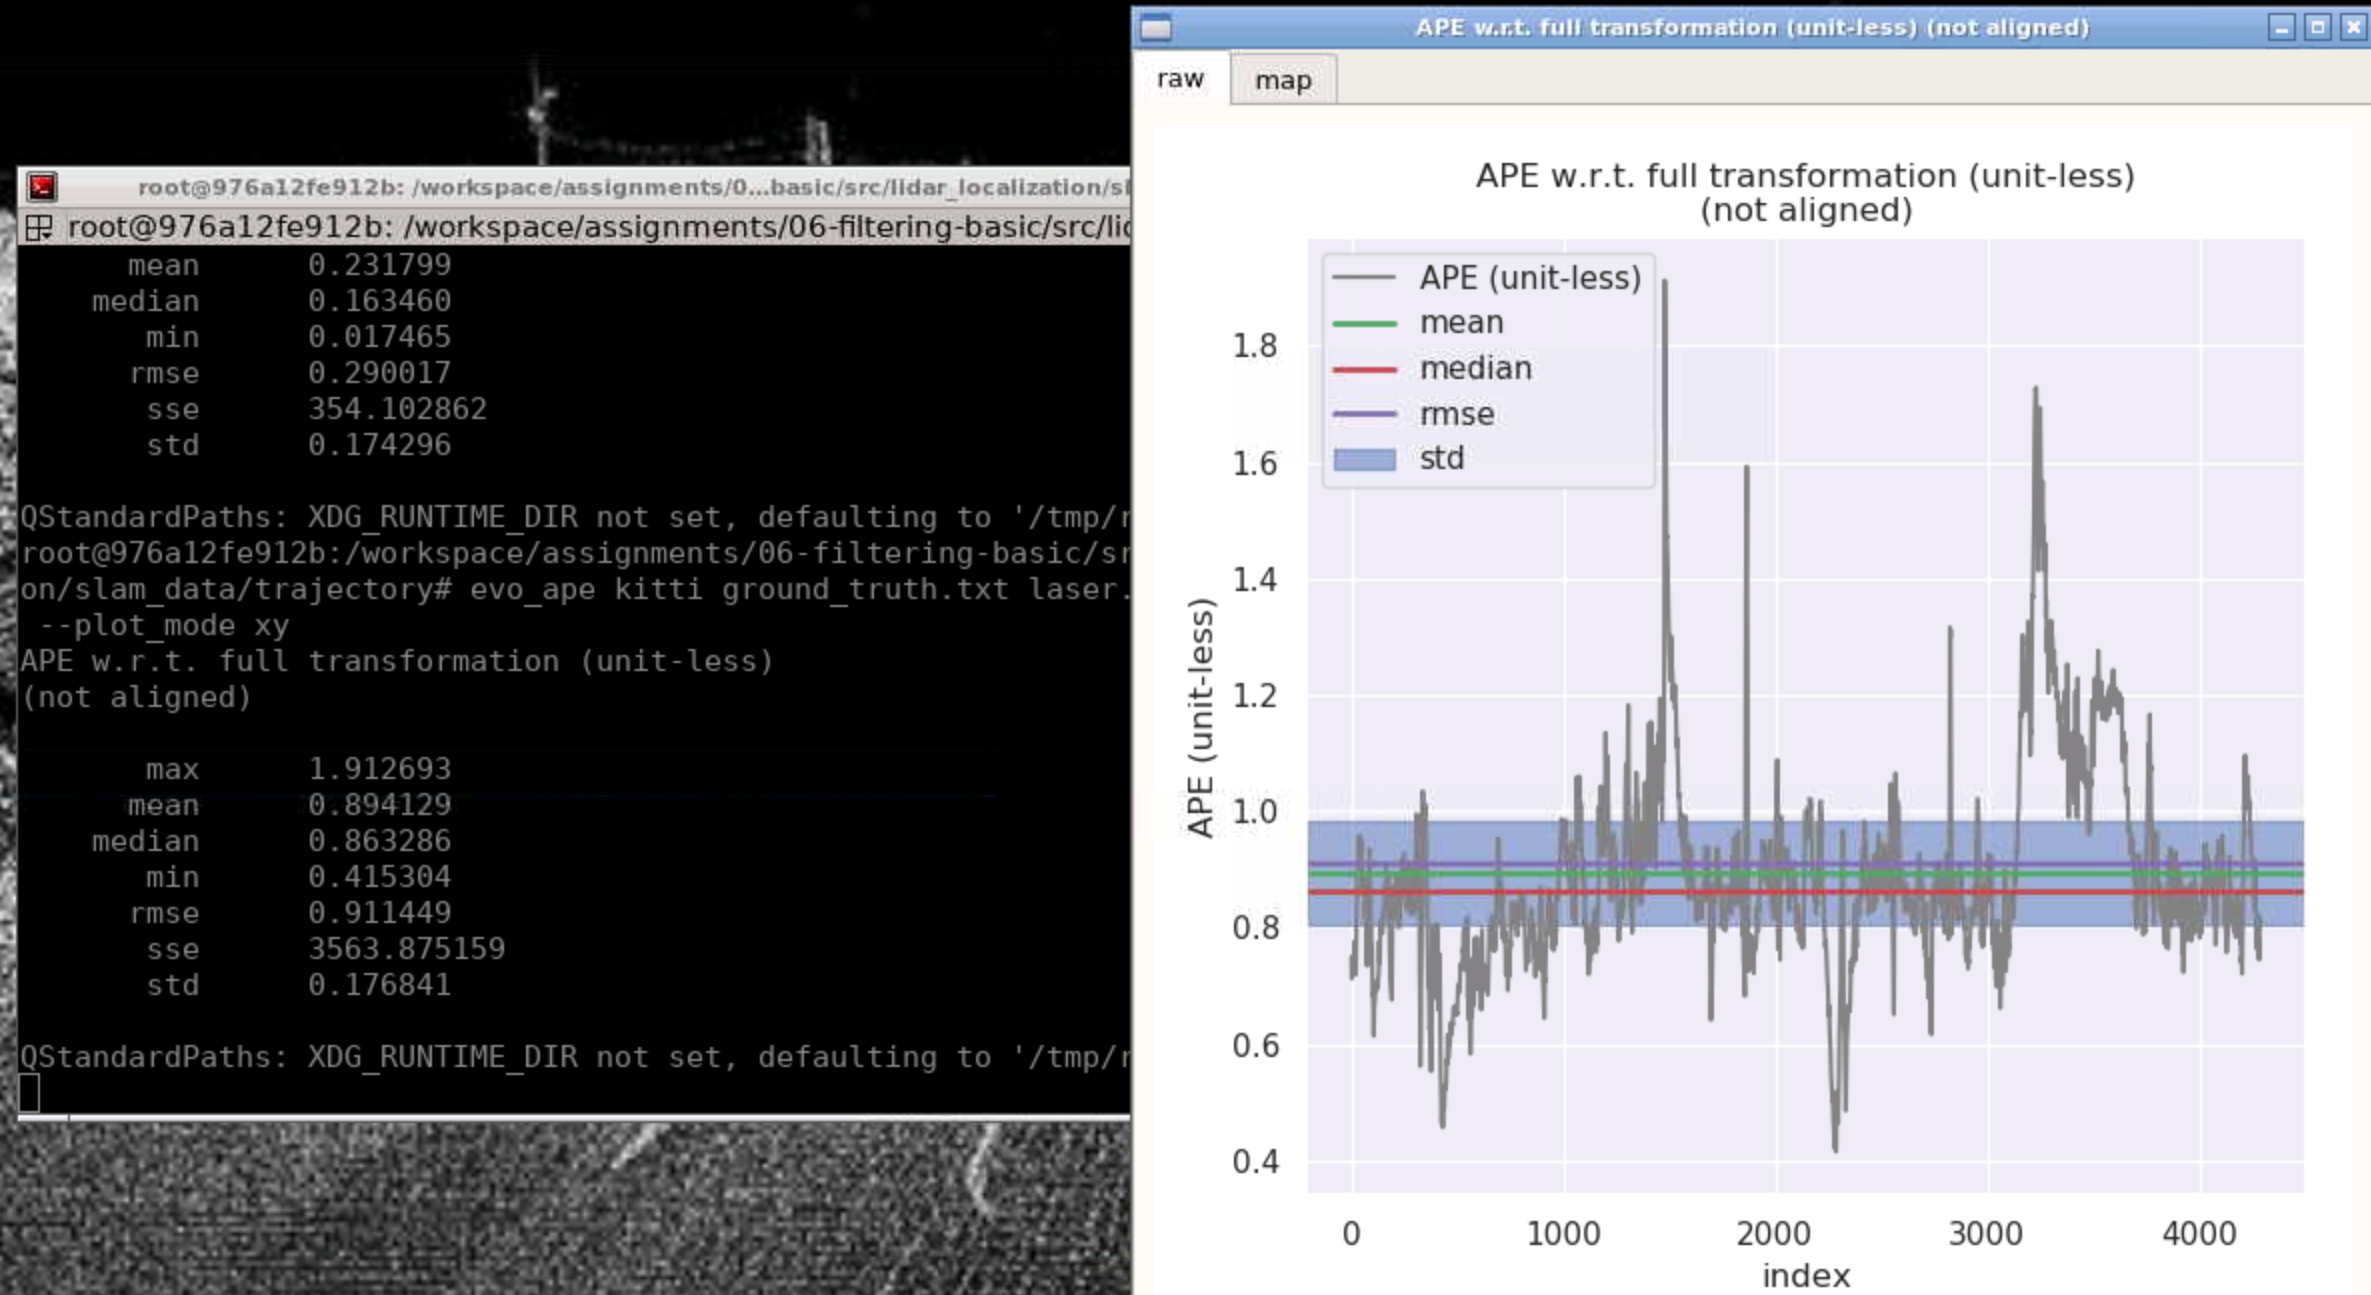 root@976a12fe912b: /workspace/assignments/0...basic/src/lidar_localization/sl
root@976a12fe912b: /workspace/assignments/06-filtering-basic/src/lid
mean 0.231799
median 0.163460
min 0.017465
rmse 0.290017
sse 354.102862
std 0.174296
QStandardPaths: XDG_RUNTIME_DIR not set, defaulting to '/tmp/r
root@976a12fe912b:/workspace/assignments/06-filtering-basic/sr
on/slam_data/trajectory# evo_ape kitti ground_truth.txt laser.
--plot_mode xy
APE w.r.t. full transformation (unit-less)
(not aligned)
max 1.912693
mean 0.894129
median 0.863286
min 0.415304
rmse 0.911449
sse 3563.875159
std 0.176841
QStandardPaths: XDG_RUNTIME_DIR not set, defaulting to '/tmp/r
APE w.r.t. full transformation (unit-less) (not aligned)
raw map
APE w.r.t. full transformation (unit-less)
(not aligned)
APE (unit-less)
mean
median
rmse
std
APE (unit-less)
1.8
1.6
1.4
1.2
1.0
0.8
0.6
0.4
0 1000 2000 3000 4000
index